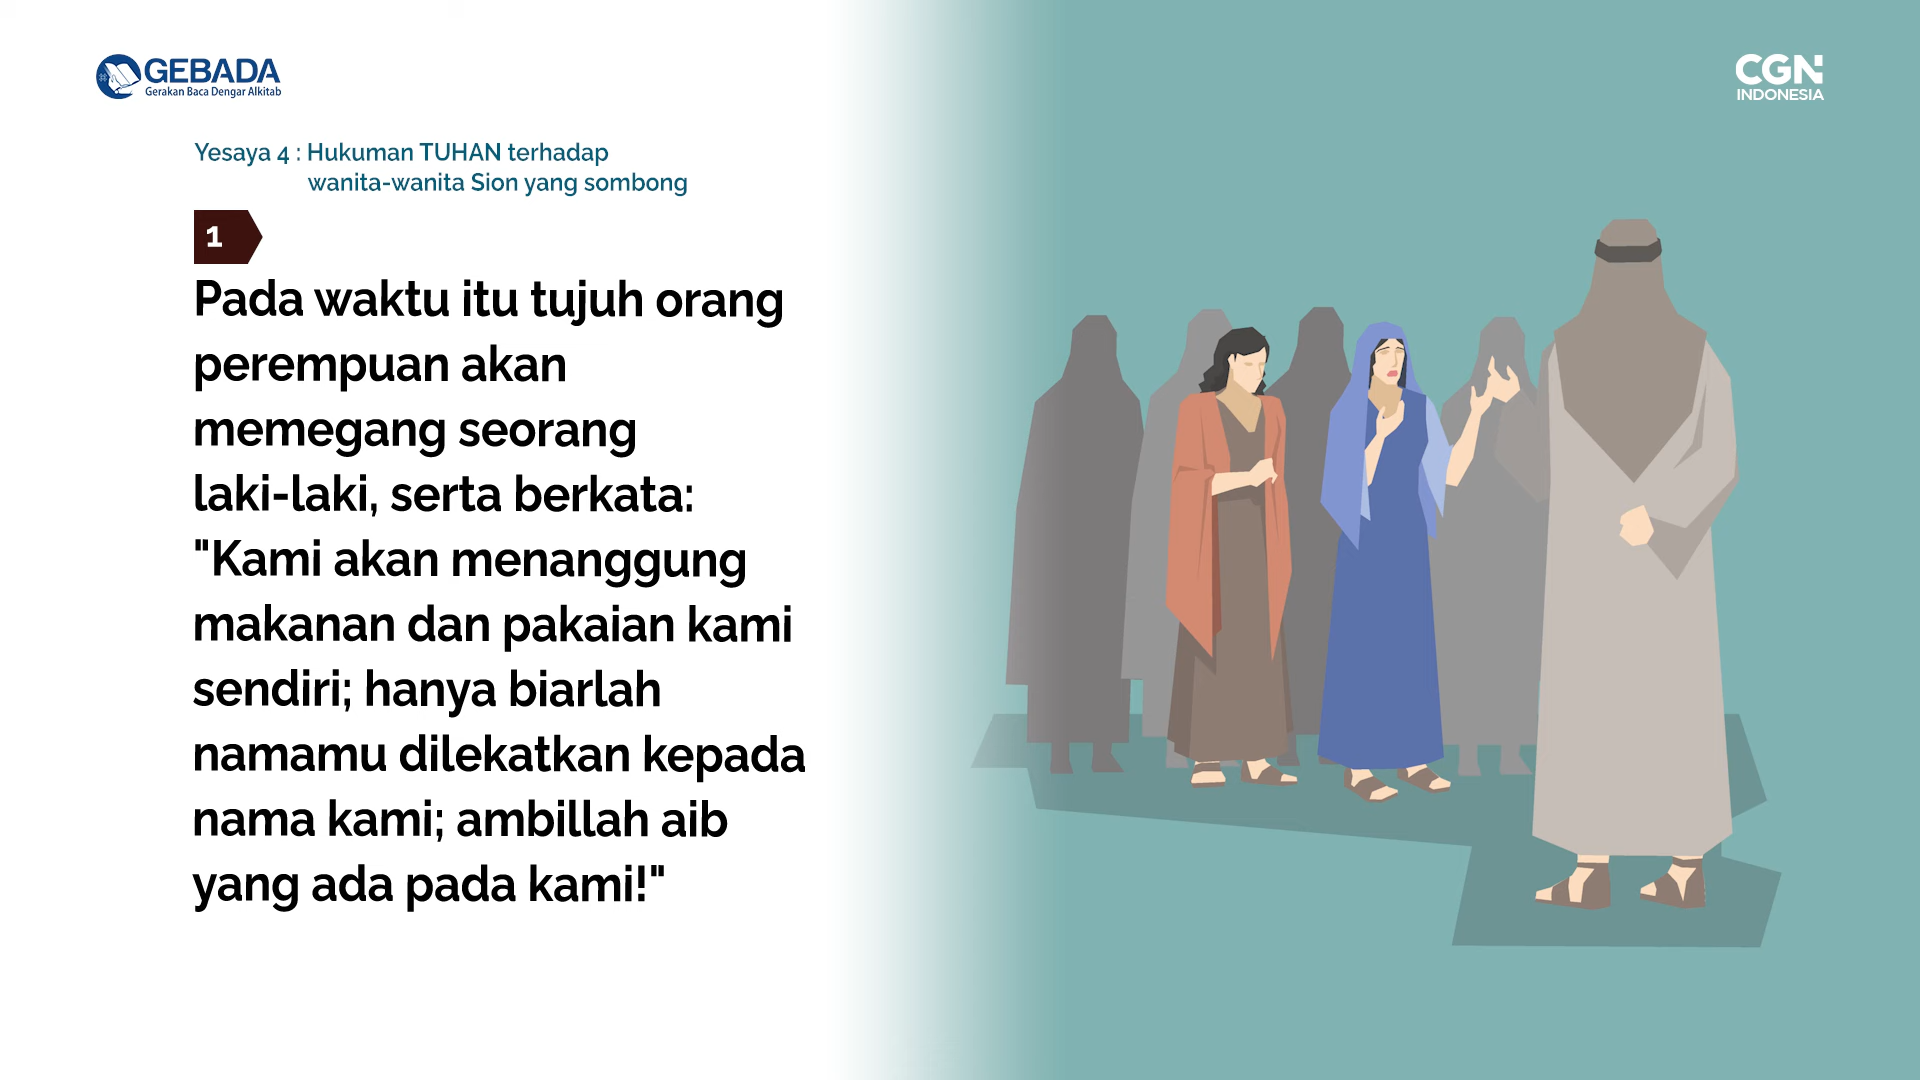 GEBADA
Gerakan Baca Dengar Alkitab
CGN
INDONESIA
Yesaya 4 : Hukuman TUHAN terhadap
wanita-wanita Sion yang sombong
1
Pada waktu itu tujuh orang
perempuan akan
memegang seorang
laki-laki, serta berkata:
"Kami akan menanggung
makanan dan pakaian kami
sendiri; hanya biarlah
namamu dilekatkan kepada
nama kami; ambillah aib
yang ada pada kami!"